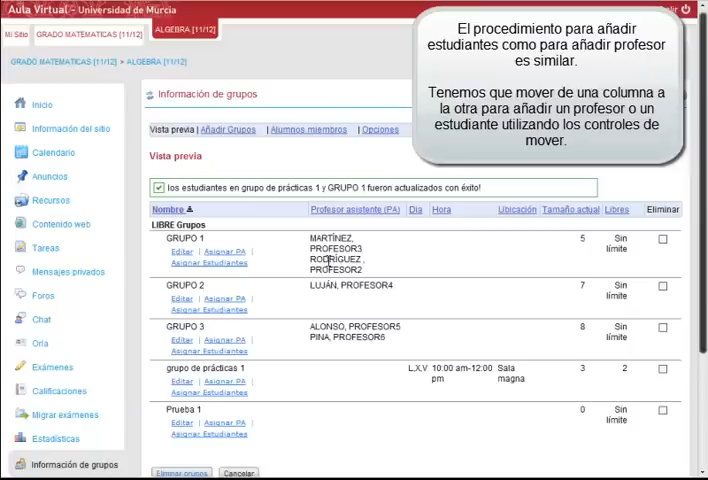 Aula Virtual - Universidad de Murcia
Mi Sitio
GRADO MATEMATICAS [11/12]
ALGEBRA [11/12]
GRADO MATEMATICAS [11/12] > ALGEBRA [11/12]
El procedimiento para añadir
estudiantes como para añadir profesor
es similar.
Tenemos que mover de una columna a
la otra para añadir un profesor o un
estudiante utilizando los controles de
mover.
Inicio
Información del sitio
Calendario
Anuncios
Recursos
Contenido web
Tareas
Mensajes privados
Foros
Chat
Orla
Exámenes
Calificaciones
Migrar exámenes
Estadísticas
Información de grupos
Información de grupos
Vista previa | Añadir Grupos | Alumnos miembros | Opciones
Vista previa
los estudiantes en grupo de prácticas 1 y GRUPO 1 fueron actualizados con éxito!
Nombre Profesor asistente (PA) Dia Hora Ubicación Tamaño actual Libres Eliminar
LIBRE Grupos
GRUPO 1 MARTÍNEZ, 5 Sin
PROFESOR3 límite
Editar | Asignar PA |
RODRÍGUEZ ,
Asignar Estudiantes
PROFESOR2
GRUPO 2 LUJÁN, PROFESOR4 7 Sin
límite
Editar | Asignar PA |
Asignar Estudiantes
GRUPO 3 ALONSO, PROFESOR5 8 Sin
PINA, PROFESOR6 límite
Editar | Asignar PA |
Asignar Estudiantes
grupo de prácticas 1 L,X,V 10:00 am-12:00 Sala 3 2
pm magna
Editar | Asignar PA |
Asignar Estudiantes
Prueba 1 0 Sin
límite
Editar | Asignar PA |
Asignar Estudiantes
Eliminar grupos Cancelar